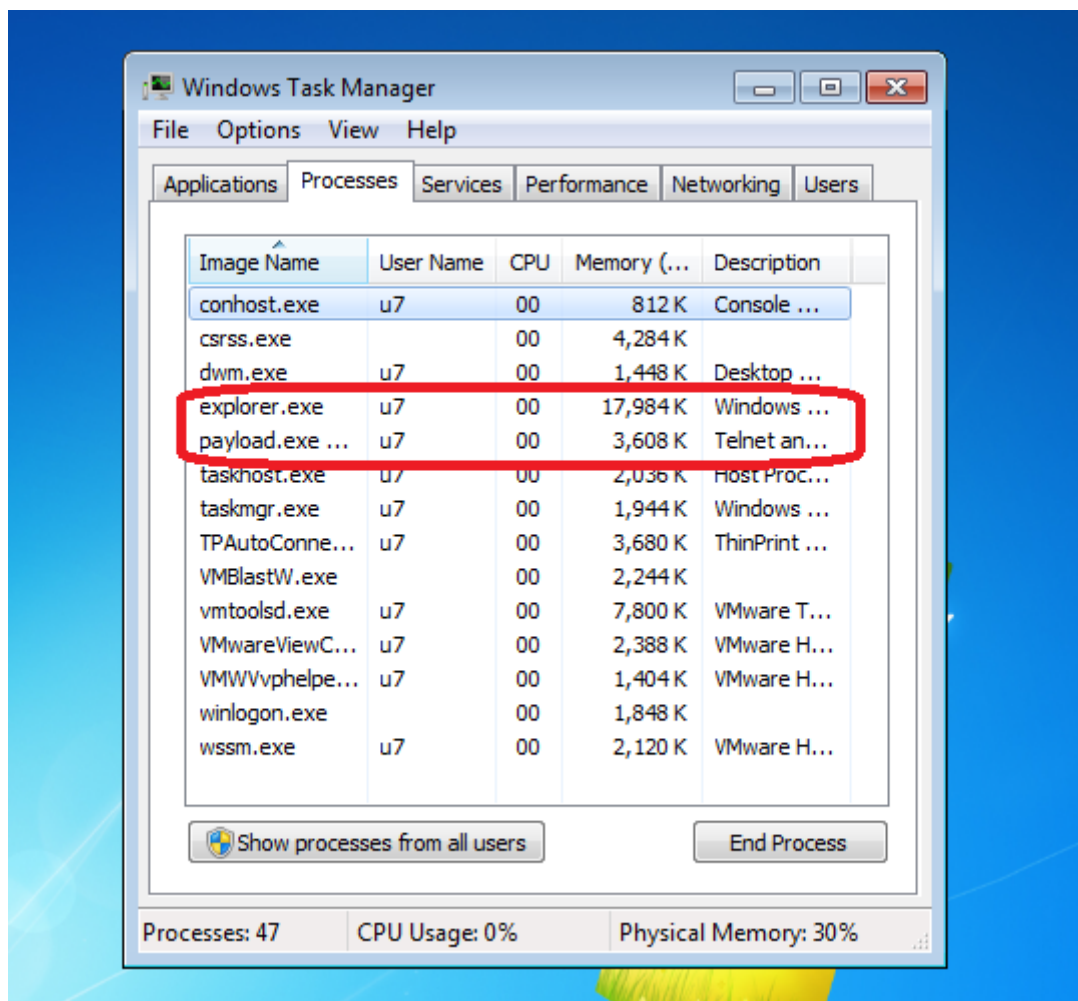 Windows Task Manager
File Options View Help
Applications Processes Services Performance Networking Users
Image Name User Name CPU Memory (... Description
conhost.exe u7 00 812 K Console ...
csrss.exe 00 4,284 K
dwm.exe u7 00 1,448 K Desktop ...
explorer.exe u7 00 17,984 K Windows ...
payload.exe ... u7 00 3,608 K Telnet an...
taskhost.exe u7 00 2,036 K Host Proc...
taskmgr.exe u7 00 1,944 K Windows ...
TPAutoConne... u7 00 3,680 K ThinPrint ...
VMBlastW.exe 00 2,244 K
vmtoolsd.exe u7 00 7,800 K VMware T...
VMwareViewC... u7 00 2,388 K VMware H...
VMWVvphelpe... u7 00 1,404 K VMware H...
winlogon.exe 00 1,848 K
wssm.exe u7 00 2,120 K VMware H...
Show processes from all users End Process
Processes: 47 CPU Usage: 0% Physical Memory: 30%